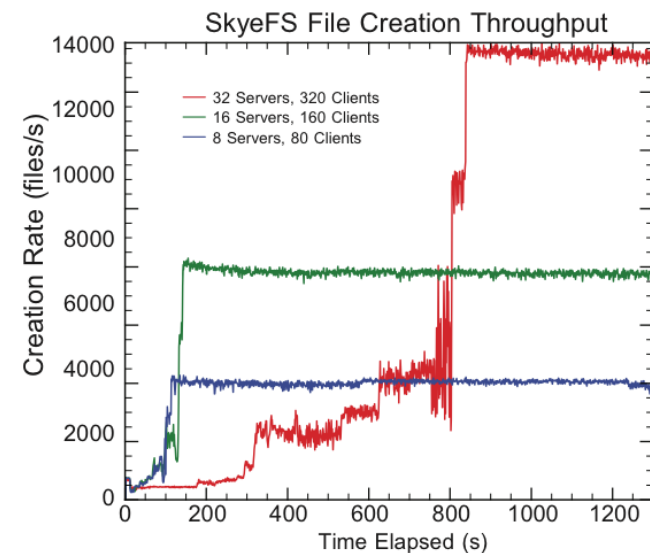 SkyeFS File Creation Throughput
14000
12000
10000
8000
6000
4000
2000
0
Creation Rate (files/s)
32 Servers, 320 Clients
16 Servers, 160 Clients
8 Servers, 80 Clients
0 200 400 600 800 1000 1200
Time Elapsed (s)